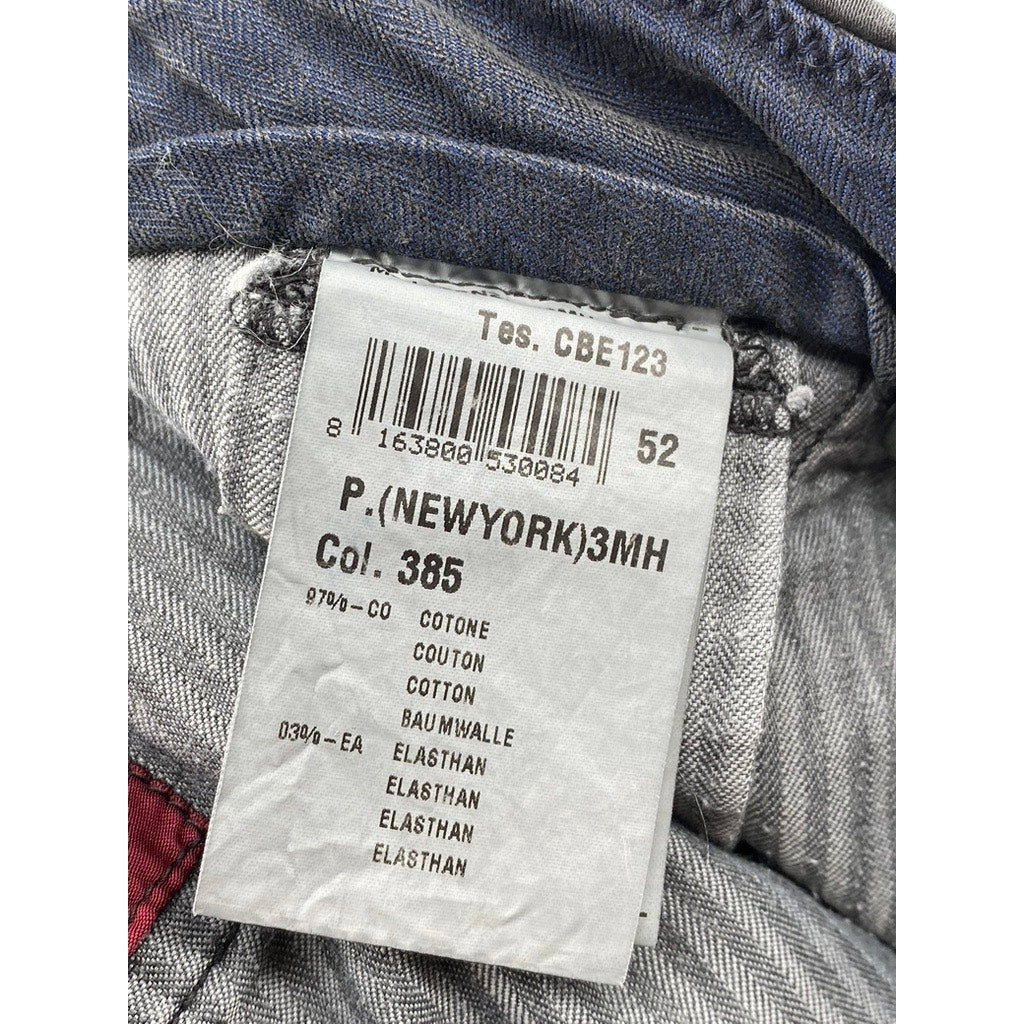 Tes. CBE123
8 163800 530084
52
P.(NEWYORK)3MH
Col. 385
97%-CO COTONE
COUTON
COTTON
BAUMWALLE
03%-EA ELASTHAN
ELASTHAN
ELASTHAN
ELASTHAN